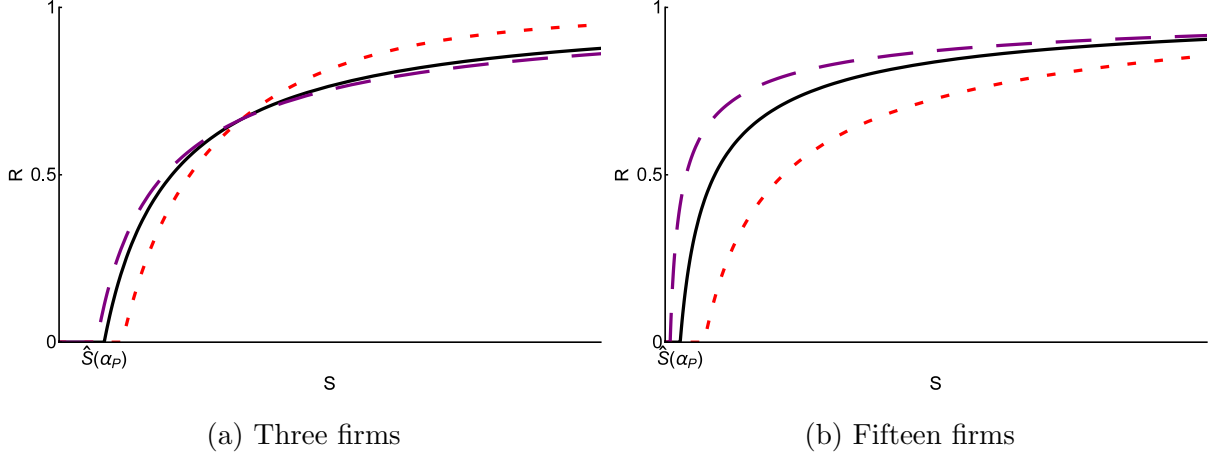 1
R
0.5
0
Ŝ(α_P)
S
(a) Three firms
1
R
0.5
0
Ŝ(α_P)
S
(b) Fifteen firms